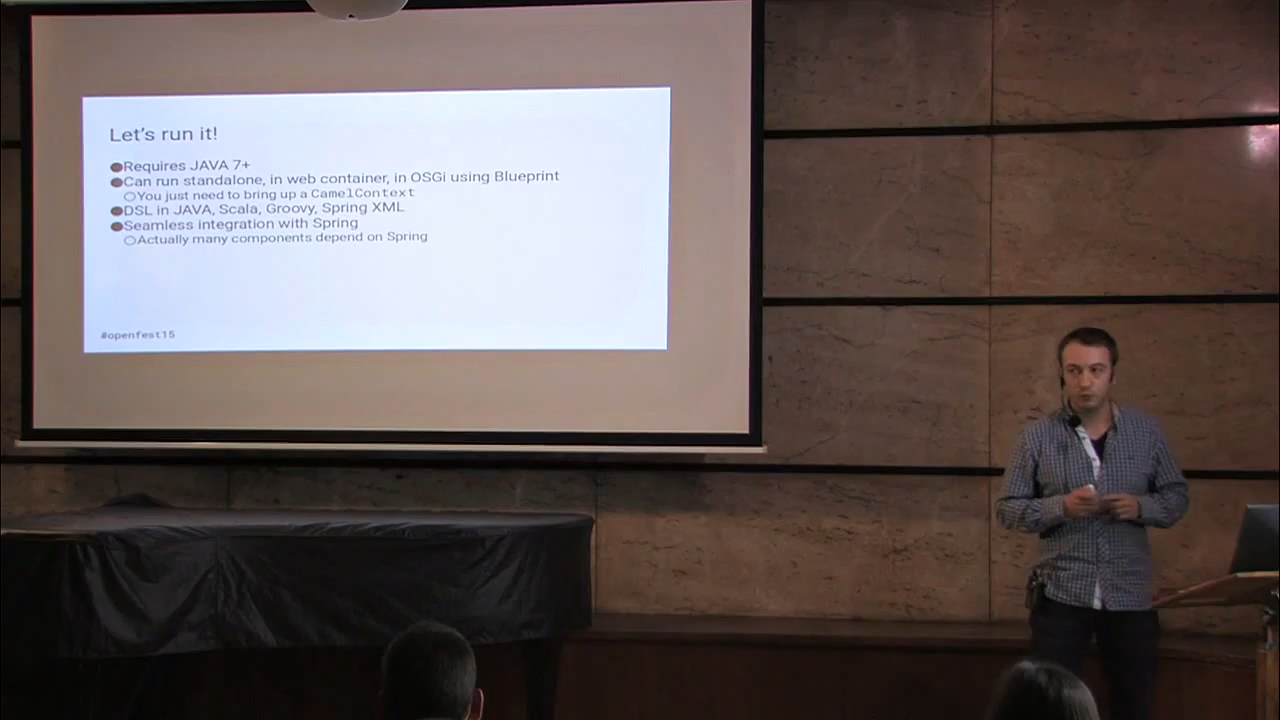 Let's run it!
Requires JAVA 7+
Can run standalone, in web container, in OSGi using Blueprint
You just need to bring up a CamelContext
DSL in JAVA, Scala, Groovy, Spring XML
Seamless integration with Spring
Actually many components depend on Spring
#openfest15